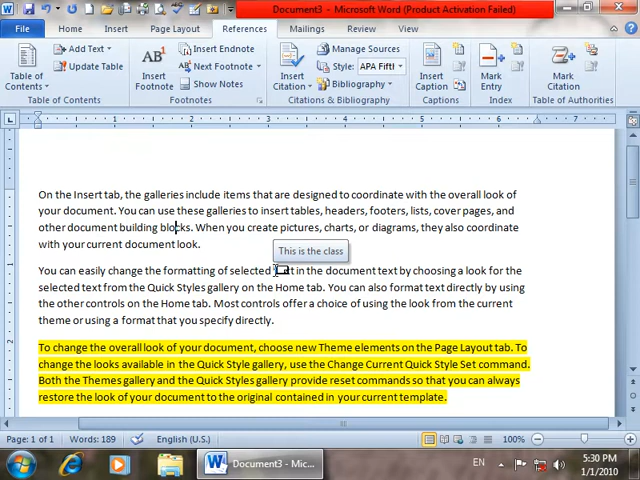 Document3 - Microsoft Word (Product Activation Failed)
File Home Insert Page Layout References Mailings Review View
Table of Contents
Add Text
Update Table
Table of Contents
Insert Footnote
AB1
Insert Endnote
Next Footnote
Show Notes
Footnotes
Insert Citation
Manage Sources
Style: APA Fifth
Bibliography
Citations & Bibliography
Insert Caption
Captions
Mark Entry
Index
Mark Citation
Table of Authorities
1 2 3 4 5 6 7
On the Insert tab, the galleries include items that are designed to coordinate with the overall look of
your document. You can use these galleries to insert tables, headers, footers, lists, cover pages, and
other document building blocks. When you create pictures, charts, or diagrams, they also coordinate
with your current document look.
This is the class
You can easily change the formatting of selected text in the document text by choosing a look for the
selected text from the Quick Styles gallery on the Home tab. You can also format text directly by using
the other controls on the Home tab. Most controls offer a choice of using the look from the current
theme or using a format that you specify directly.
To change the overall look of your document, choose new Theme elements on the Page Layout tab. To
change the looks available in the Quick Style gallery, use the Change Current Quick Style Set command.
Both the Themes gallery and the Quick Styles gallery provide reset commands so that you can always
restore the look of your document to the original contained in your current template.
Page: 1 of 1 Words: 189 English (U.S.) 100%
Document3 - Mic... EN 5:30 PM
1/1/2010